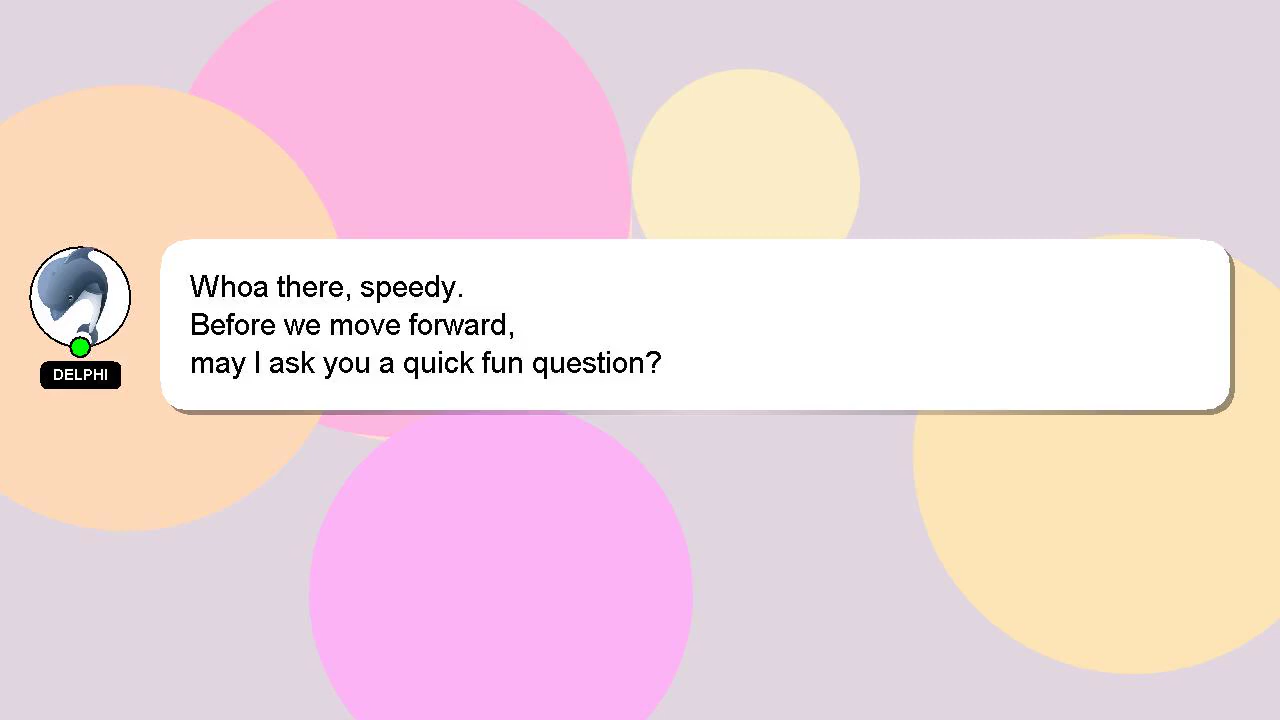 Whoa there, speedy.
Before we move forward,
may I ask you a quick fun question?
DELPHI